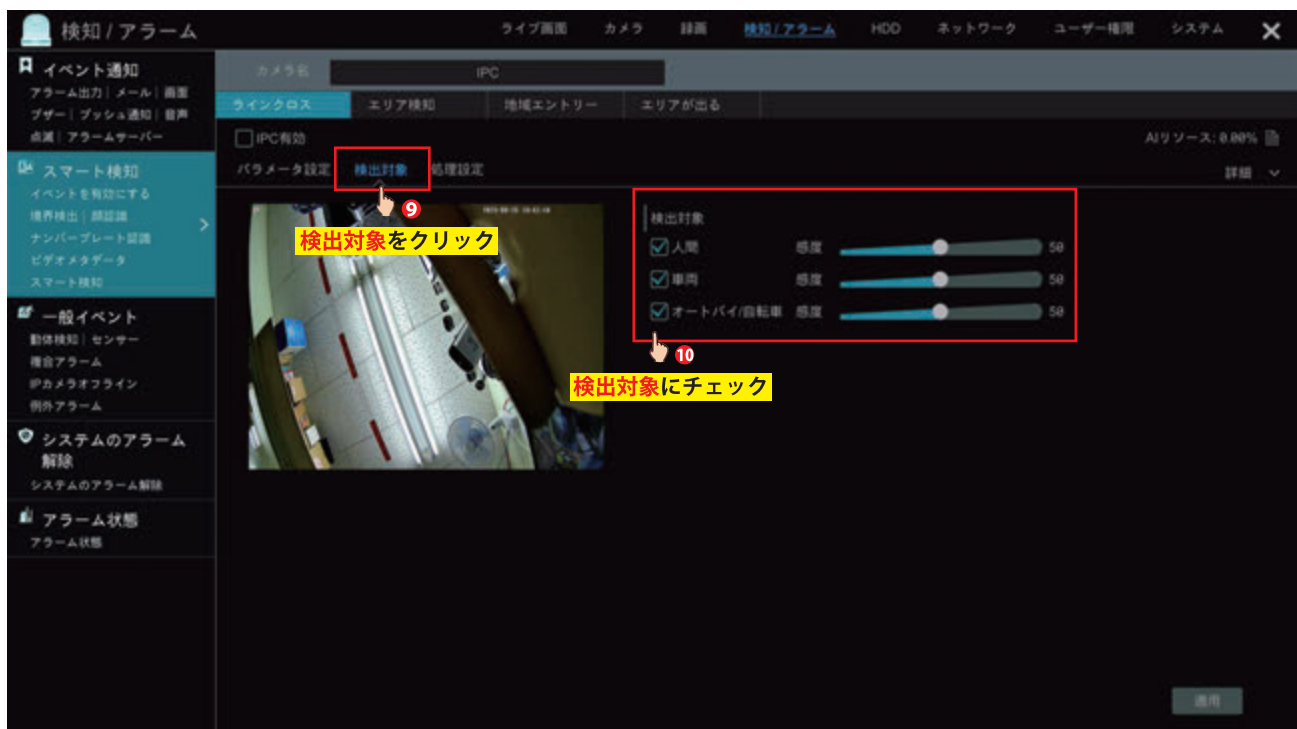 検知 / アラーム
ライブ画面 カメラ 録画 検知/アラーム HDD ネットワーク ユーザー権限 システム
イベント通知
アラーム出力 | メール | 画面
ブザー | プッシュ通知 | 音声
点滅 | アラームサーバー
スマート検知
イベントを有効にする
境界検出 | 顔認識
ナンバープレート認識
ビデオメタデータ
スマート検知
一般イベント
動体検知 | センサー
複合アラーム
IPカメラオフライン
例外アラーム
システムのアラーム
解除
システムのアラーム解除
アラーム状態
アラーム状態
カメラ名 IPC
ラインクロス エリア検知 地域エントリー エリアが出る
IPC有効 AIリソース: 0.00%
パラメータ設定 検出対象 処理設定 詳細
9
検出対象をクリック
検出対象
人間 感度 50
車両 感度 50
オートバイ/自転車 感度 50
10
検出対象にチェック
適用